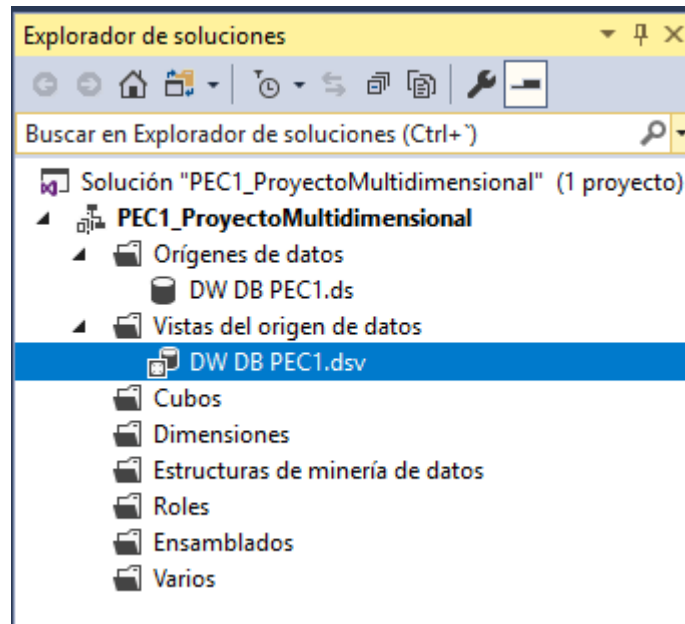 Explorador de soluciones
Buscar en Explorador de soluciones (Ctrl+`)
Solución "PEC1_ProyectoMultidimensional" (1 proyecto)
PEC1_ProyectoMultidimensional
Orígenes de datos
DW DB PEC1.ds
Vistas del origen de datos
DW DB PEC1.dsv
Cubos
Dimensiones
Estructuras de minería de datos
Roles
Ensamblados
Varios